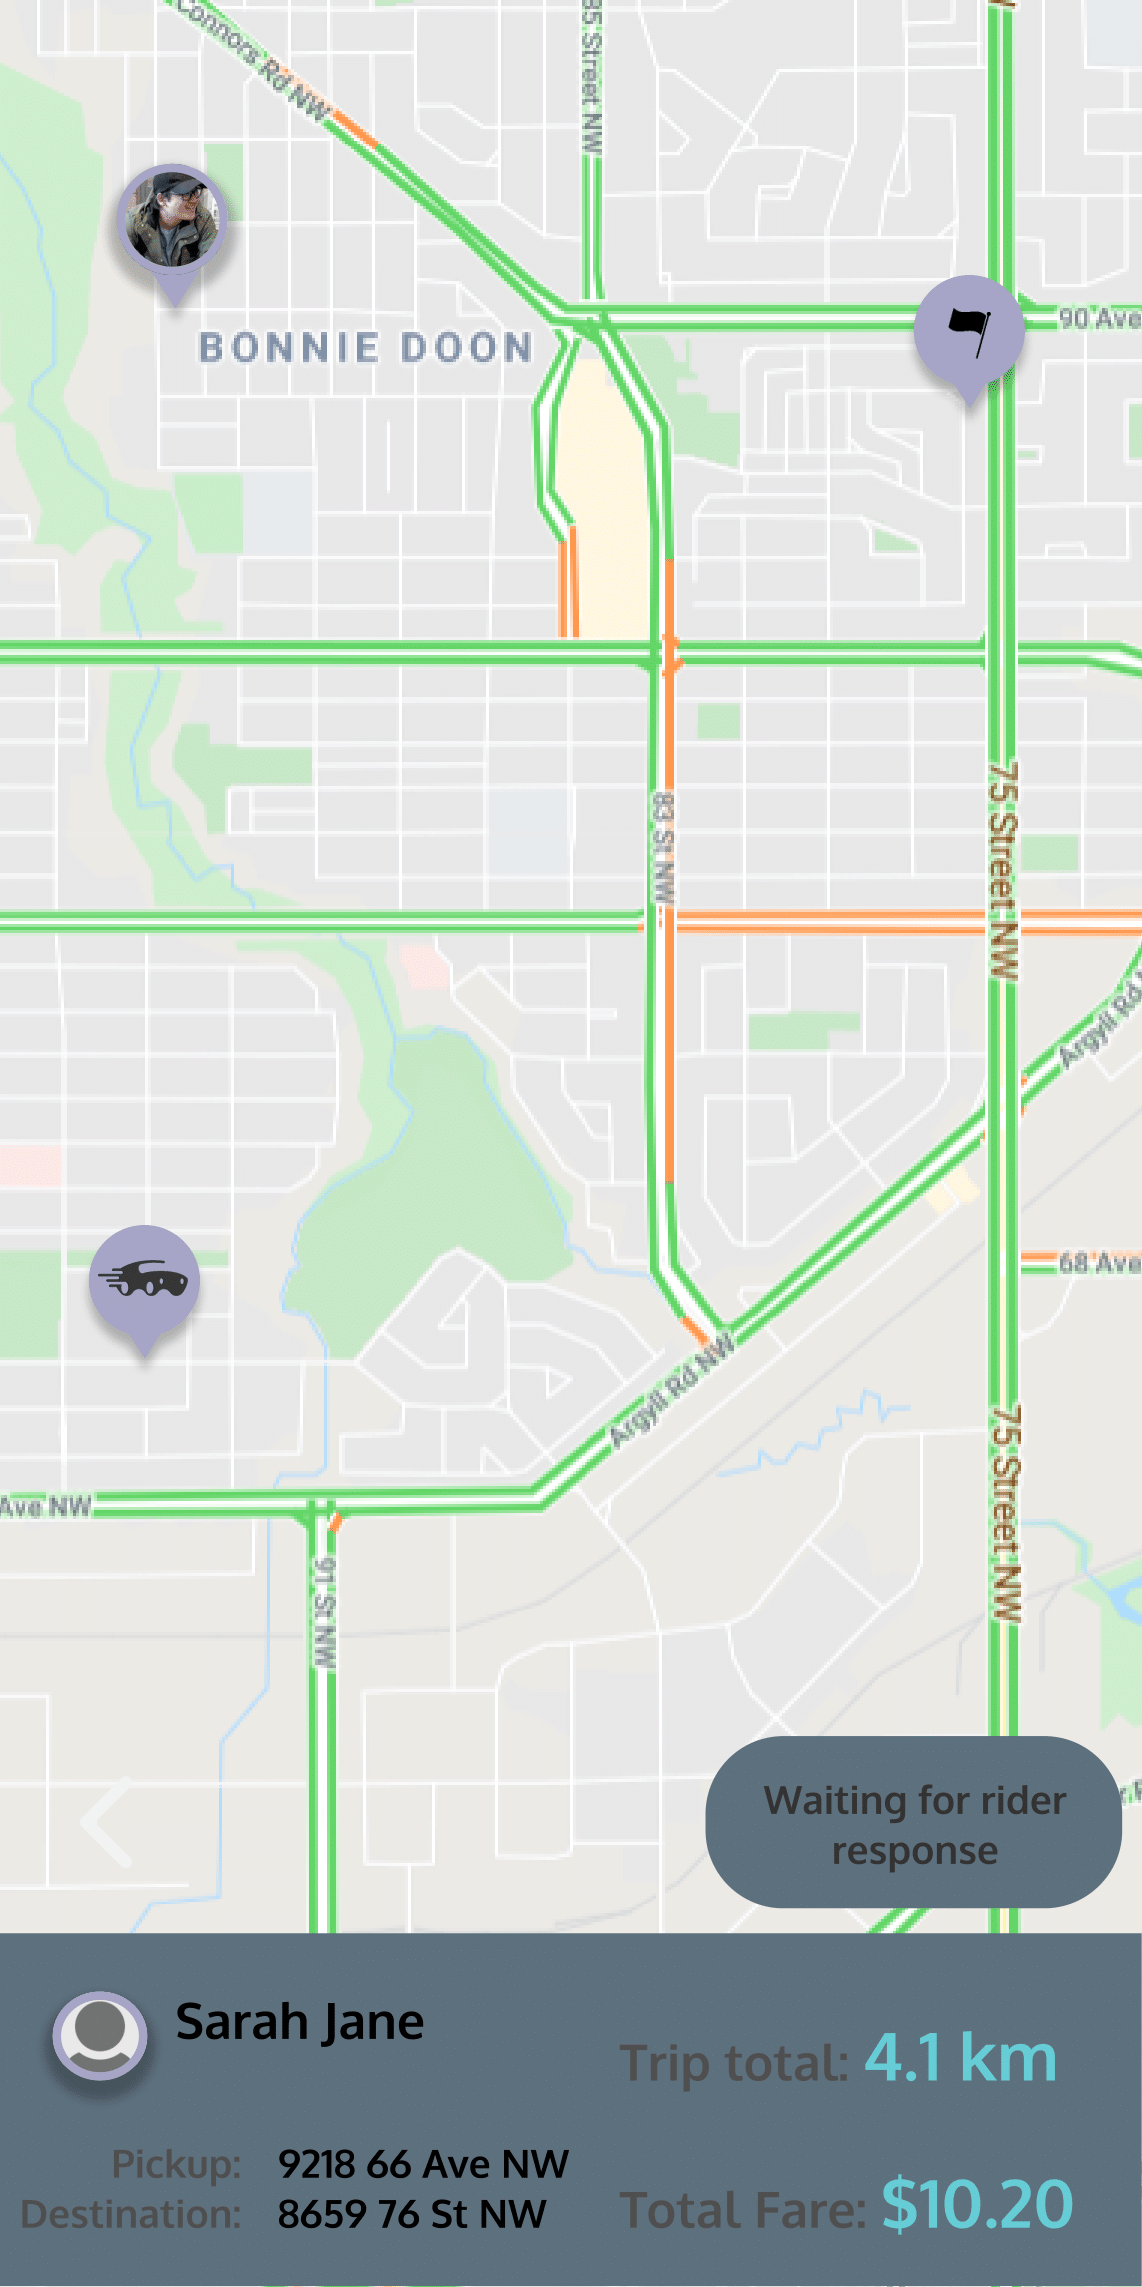 Connors Rd NW
85 Street NW
90 Ave
BONNIE DOON
75 Street NW
83 St NW
Argyll Rd
68 Ave
Argyll Rd NW
75 Street NW
Ave NW
91 St NW
Waiting for rider
response
Sarah Jane
Trip total: 4.1 km
Pickup: 9218 66 Ave NW
Destination: 8659 76 St NW
Total Fare: $10.20